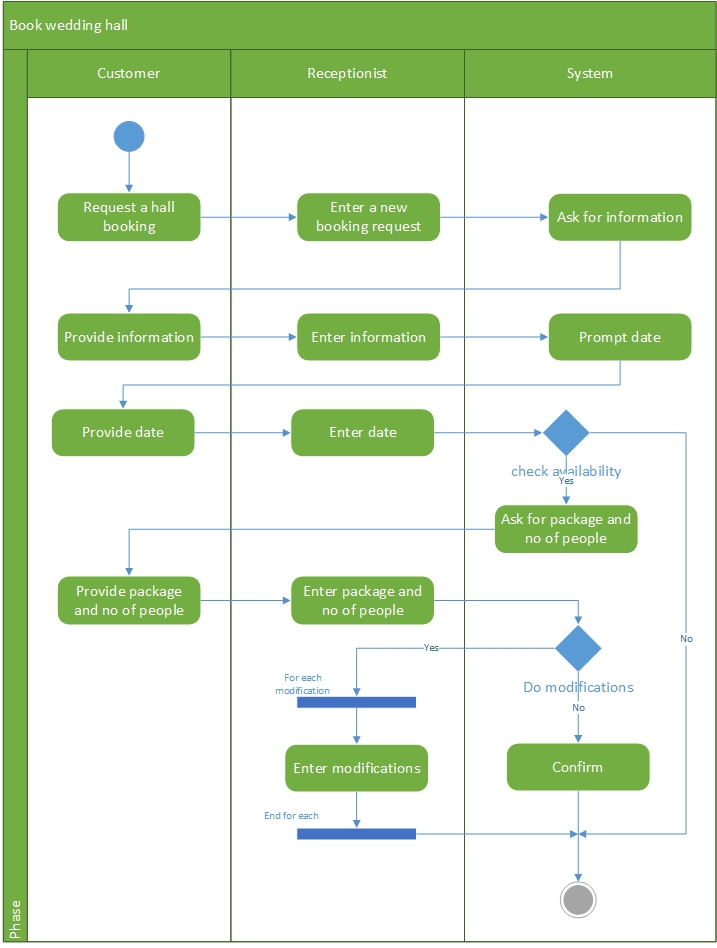 Book wedding hall
Customer
Receptionist
System
Request a hall
booking
Enter a new
booking request
Ask for information
Provide information
Enter information
Prompt date
Provide date
Enter date
check availability
Yes
Ask for package and
no of people
Provide package
and no of people
Enter package and
no of people
No
Yes
For each
modification
Do modifications
No
Enter modifications
Confirm
End for each
Phase